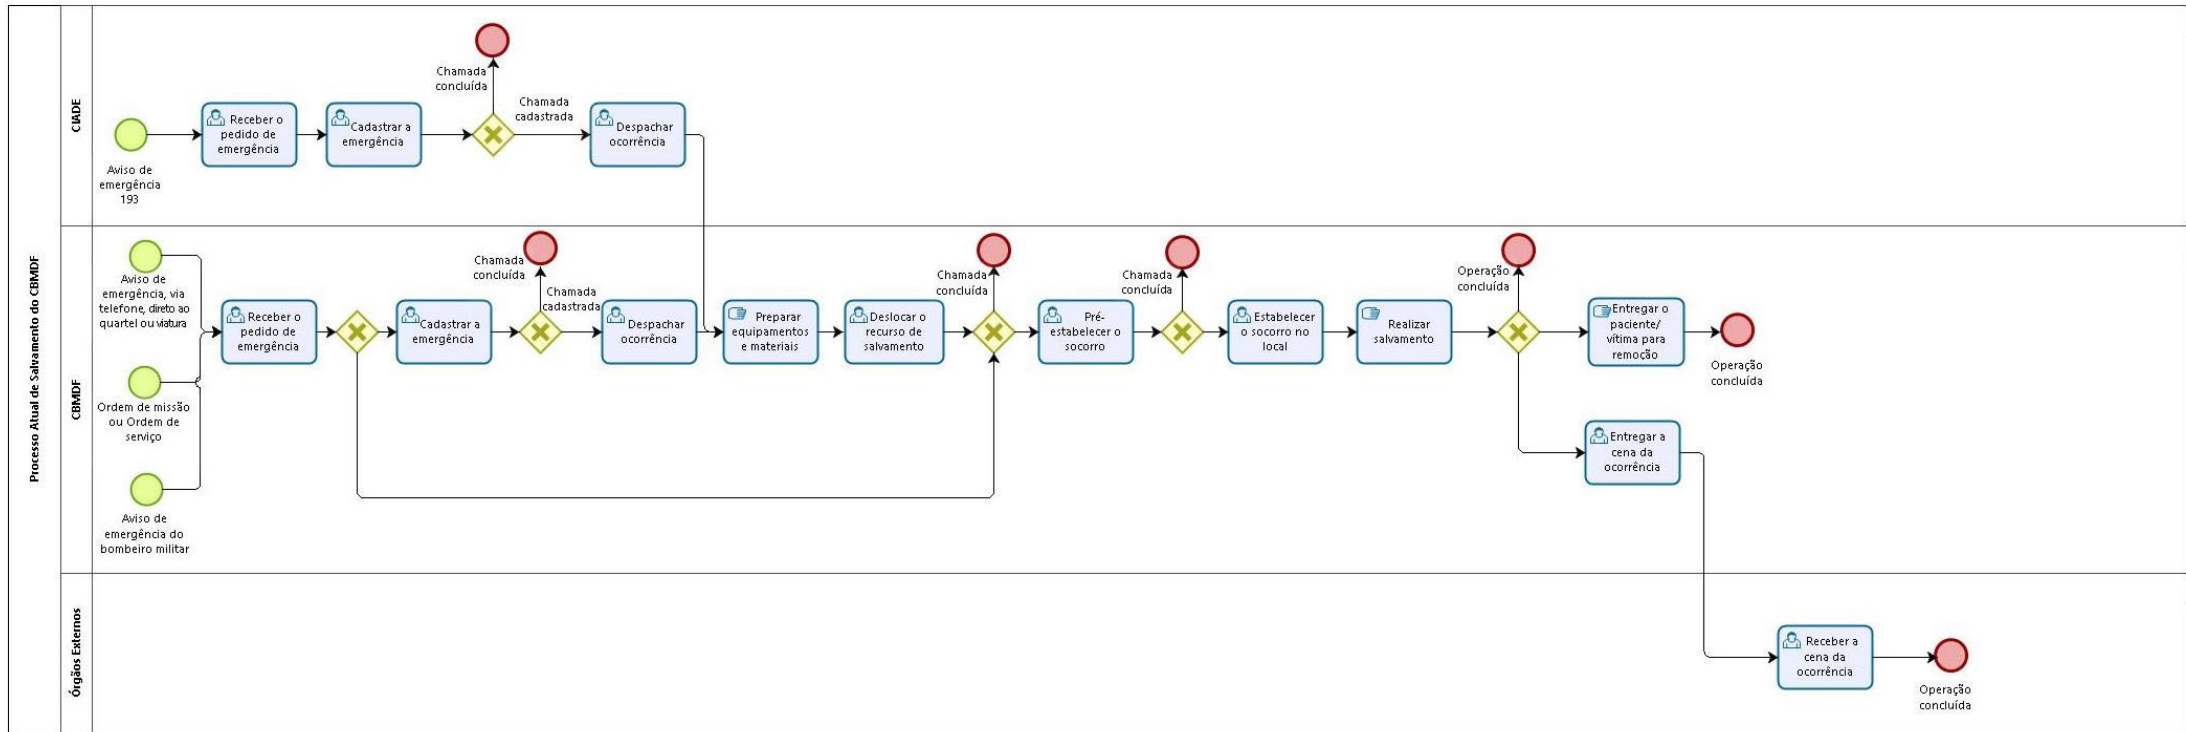 Processo Atual de Salvamento do CBMDF
CIADE
Chamada
concluída
Chamada
cadastrada
Receber o
pedido de
emergência
Cadastrar a
emergência
Despachar
ocorrência
Aviso de
emergência
193
CBMDF
Aviso de
emergência, via
telefone, direto ao
quartel ou viatura
Ordem de missão
ou Ordem de
serviço
Aviso de
emergência do
bombeiro militar
Receber o
pedido de
emergência
Cadastrar a
emergência
Chamada
concluída
Chamada
cadastrada
Despachar
ocorrência
Preparar
equipamentos
e materiais
Deslocar o
recurso de
salvamento
Chamada
concluída
Pré-
estabelecer o
socorro
Chamada
concluída
Estabelecer
o socorro no
local
Realizar
salvamento
Operação
concluída
Entregar o
paciente/
vítima para
remoção
Operação
concluída
Entregar a
cena da
ocorrência
Órgãos Externos
Receber a
cena da
ocorrência
Operação
concluída